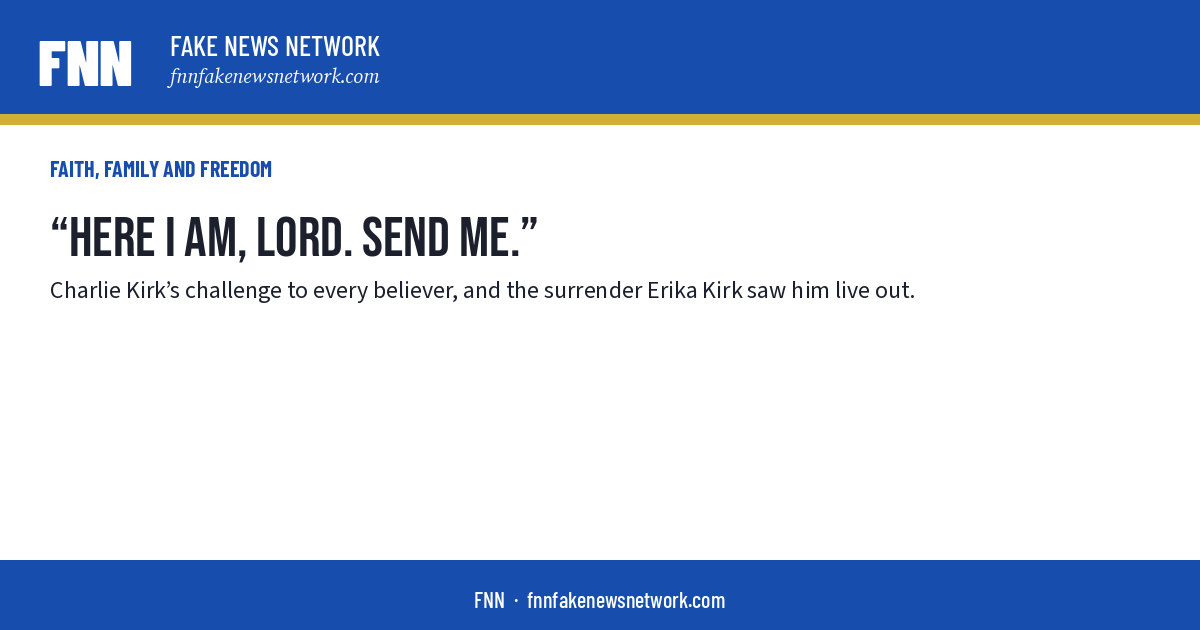 FNN
FAKE NEWS NETWORK
fnnfakenewsnetwork.com
FAITH, FAMILY AND FREEDOM
“HERE I AM, LORD. SEND ME.”
Charlie Kirk’s challenge to every believer, and the surrender Erika Kirk saw him live out.
FNN · fnnfakenewsnetwork.com